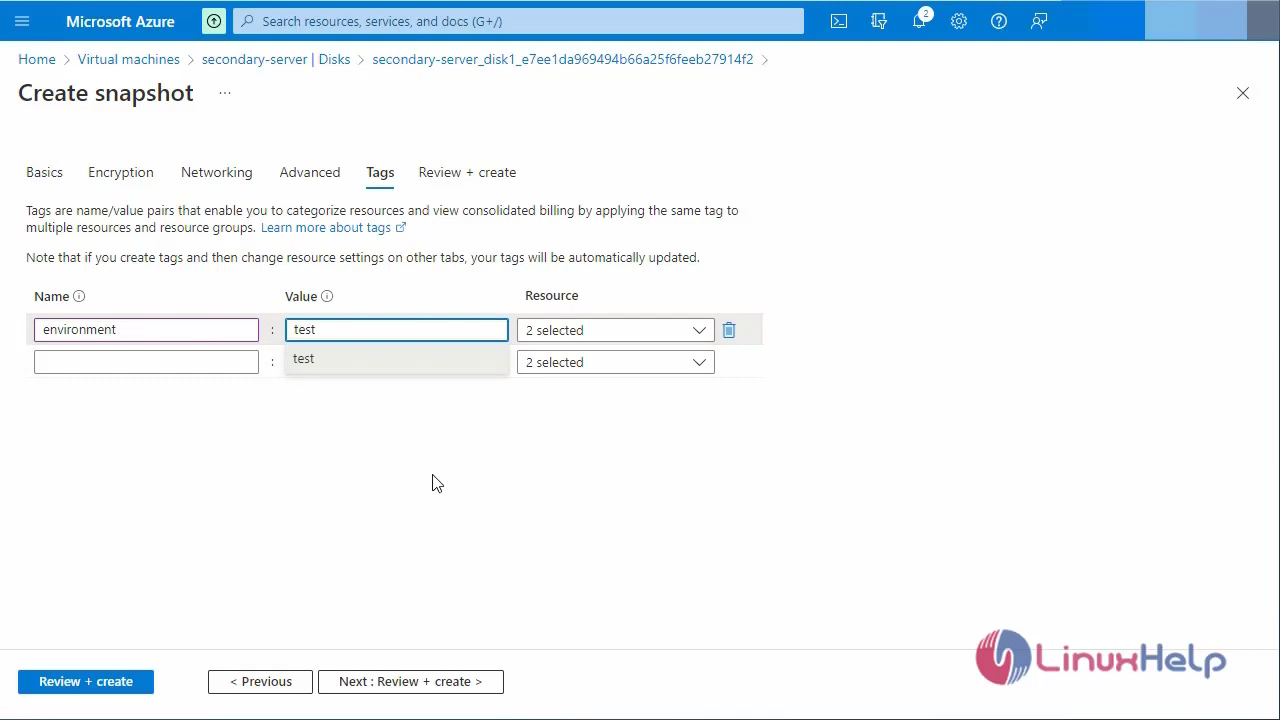 Microsoft Azure
Search resources, services, and docs (G+/)
2
Home > Virtual machines > secondary-server | Disks > secondary-server_disk1_e7ee1da969494b66a25f6feeb27914f2 >
Create snapshot ...
Basics Encryption Networking Advanced Tags Review + create
Tags are name/value pairs that enable you to categorize resources and view consolidated billing by applying the same tag to
multiple resources and resource groups. Learn more about tags
Note that if you create tags and then change resource settings on other tabs, your tags will be automatically updated.
Name Value Resource
environment : test 2 selected
test
: 2 selected
LinuxHelp
Review + create < Previous Next : Review + create >